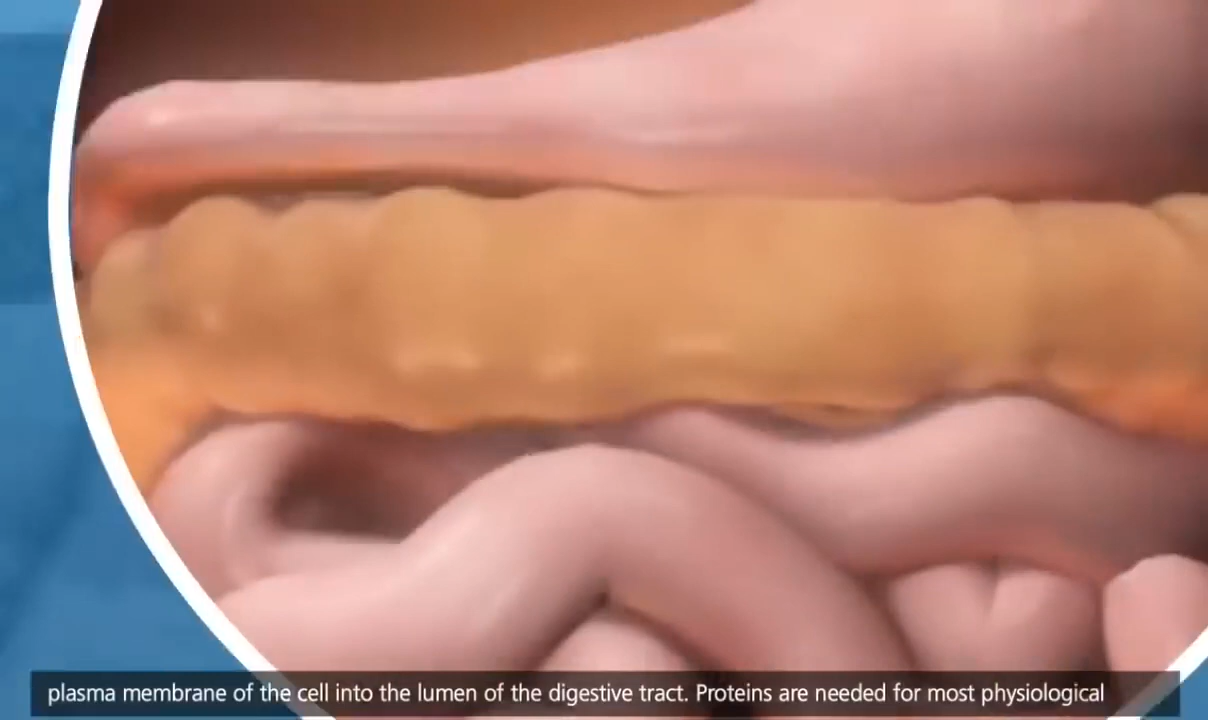 plasma membrane of the cell into the lumen of the digestive tract. Proteins are needed for most physiological